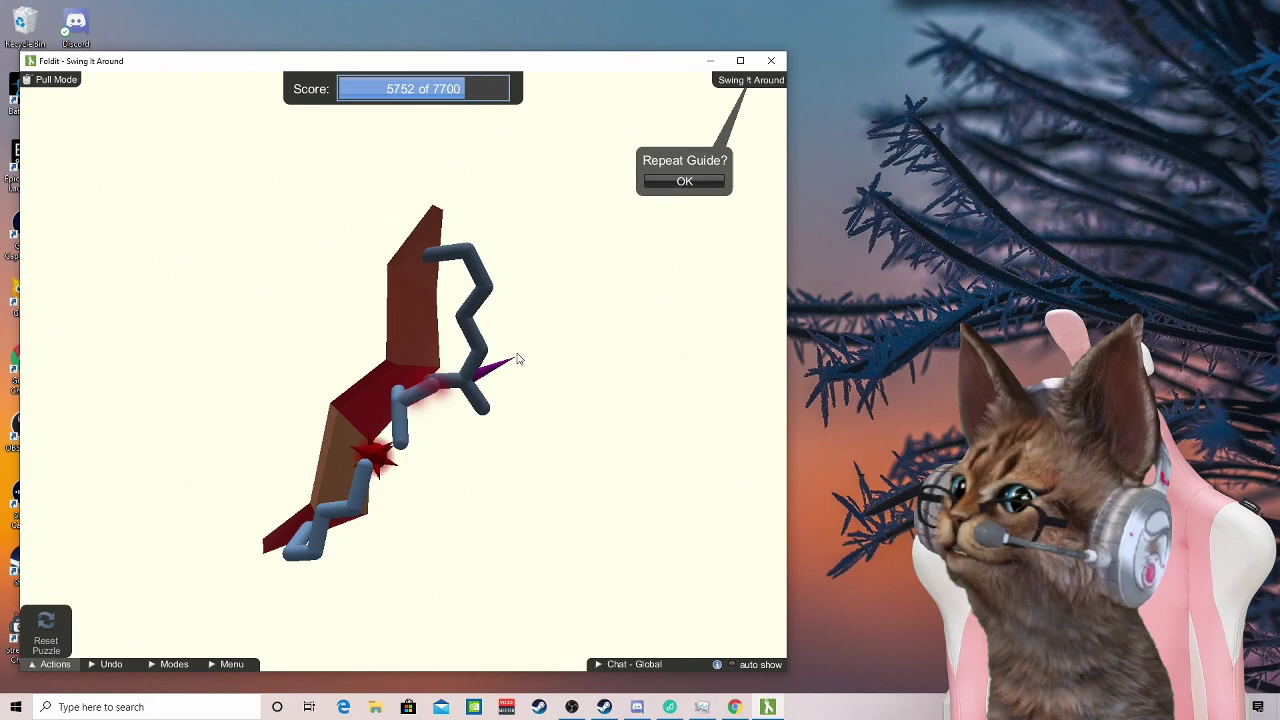 Recycle Bin
Discord
Foldit - Swing It Around
Pull Mode
Score: 5752 of 7700
Swing It Around
Repeat Guide?
OK
Reset
Puzzle
Actions
Undo
Modes
Menu
Chat - Global
auto show
Type here to search